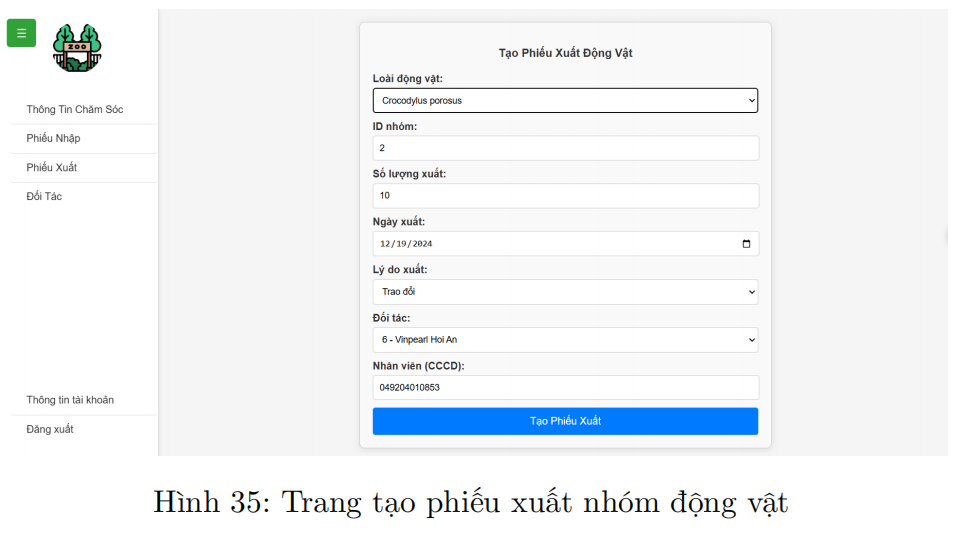 ☰
ZOO
Thông Tin Chăm Sóc
Phiếu Nhập
Phiếu Xuất
Đối Tác
Thông tin tài khoản
Đăng xuất
Tạo Phiếu Xuất Động Vật
Loài động vật:
Crocodylus porosus
ID nhóm:
2
Số lượng xuất:
10
Ngày xuất:
12/19/2024
Lý do xuất:
Trao đổi
Đối tác:
6 - Vinpearl Hoi An
Nhân viên (CCCD):
049204010853
Tạo Phiếu Xuất
Hình 35: Trang tạo phiếu xuất nhóm động vật